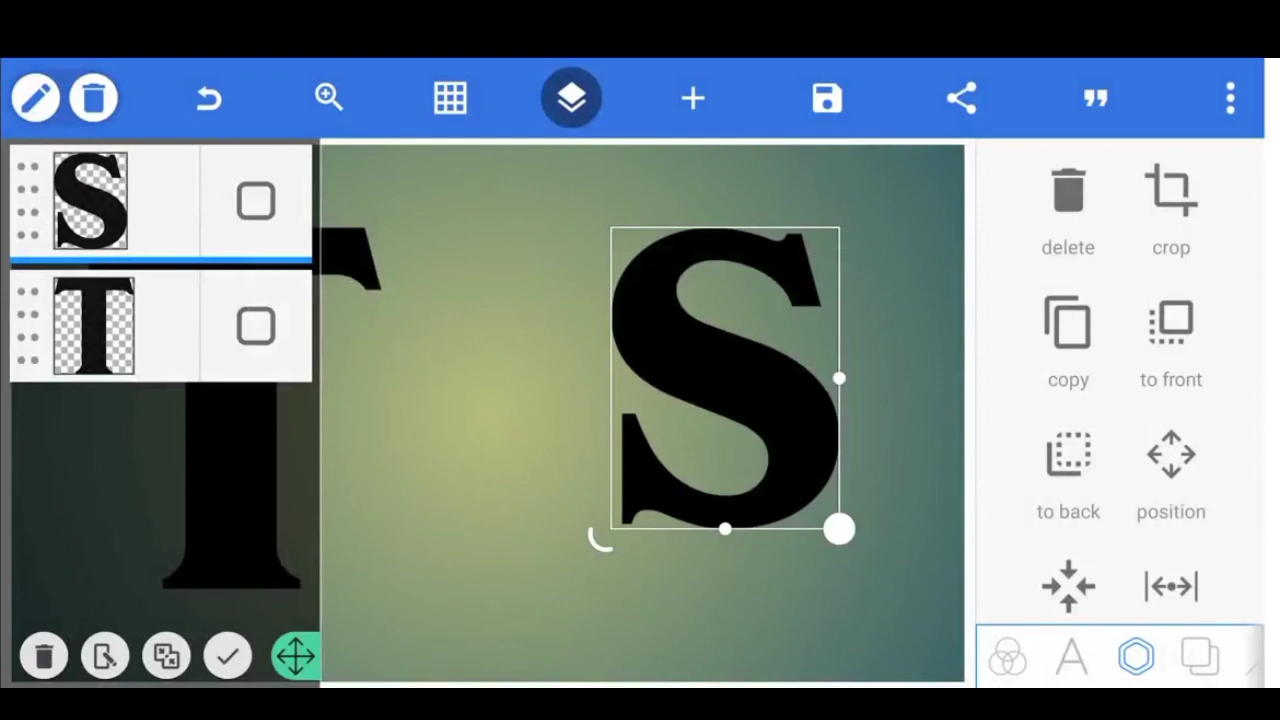 S
T
T S
delete crop
copy to front
to back position
A